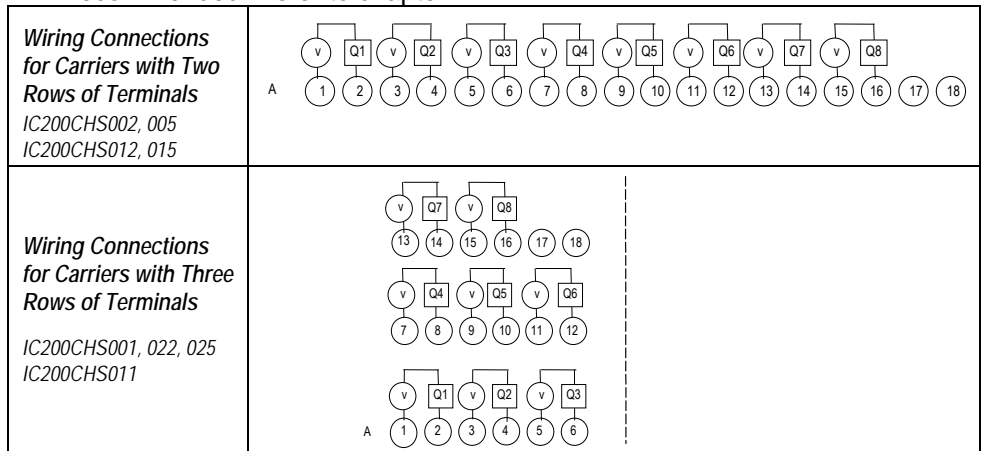 Wiring Connections
for Carriers with Two
Rows of Terminals
IC200CHS002, 005
IC200CHS012, 015
v Q1 v Q2 v Q3 v Q4 v Q5 v Q6 v Q7 v Q8
A 1 2 3 4 5 6 7 8 9 10 11 12 13 14 15 16 17 18
Wiring Connections
for Carriers with Three
Rows of Terminals
IC200CHS001, 022, 025
IC200CHS011
v Q7 v Q8
13 14 15 16 17 18
v Q4 v Q5 v Q6
7 8 9 10 11 12
v Q1 v Q2 v Q3
A 1 2 3 4 5 6